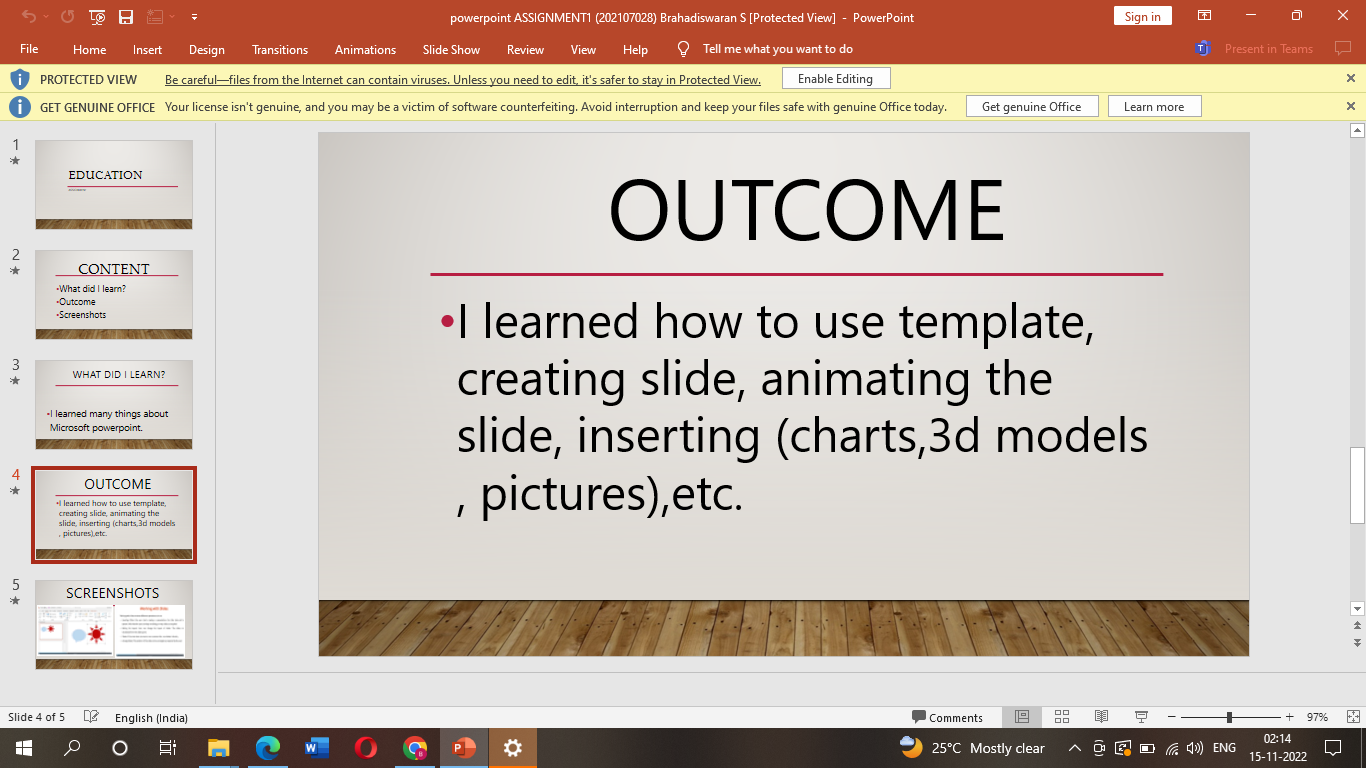 powerpoint ASSIGNMENT1 (202107028) Brahadiswaran S [Protected View] - PowerPoint
Sign in
File Home Insert Design Transitions Animations Slide Show Review View Help Tell me what you want to do Present in Teams
PROTECTED VIEW Be careful—files from the Internet can contain viruses. Unless you need to edit, it's safer to stay in Protected View. Enable Editing
GET GENUINE OFFICE Your license isn't genuine, and you may be a victim of software counterfeiting. Avoid interruption and keep your files safe with genuine Office today. Get genuine Office Learn more
1
EDUCATION
2
CONTENT
•What did I learn?
•Outcome
•Screenshots
3
WHAT DID I LEARN?
•I learned many things about
Microsoft powerpoint.
4
OUTCOME
•I learned how to use template,
creating slide, animating the
slide, inserting (charts,3d models
, pictures),etc.
5
SCREENSHOTS
OUTCOME
•I learned how to use template,
creating slide, animating the
slide, inserting (charts,3d models
, pictures),etc.
Slide 4 of 5 English (India) Comments 97%
25°C Mostly clear ENG 02:14
15-11-2022